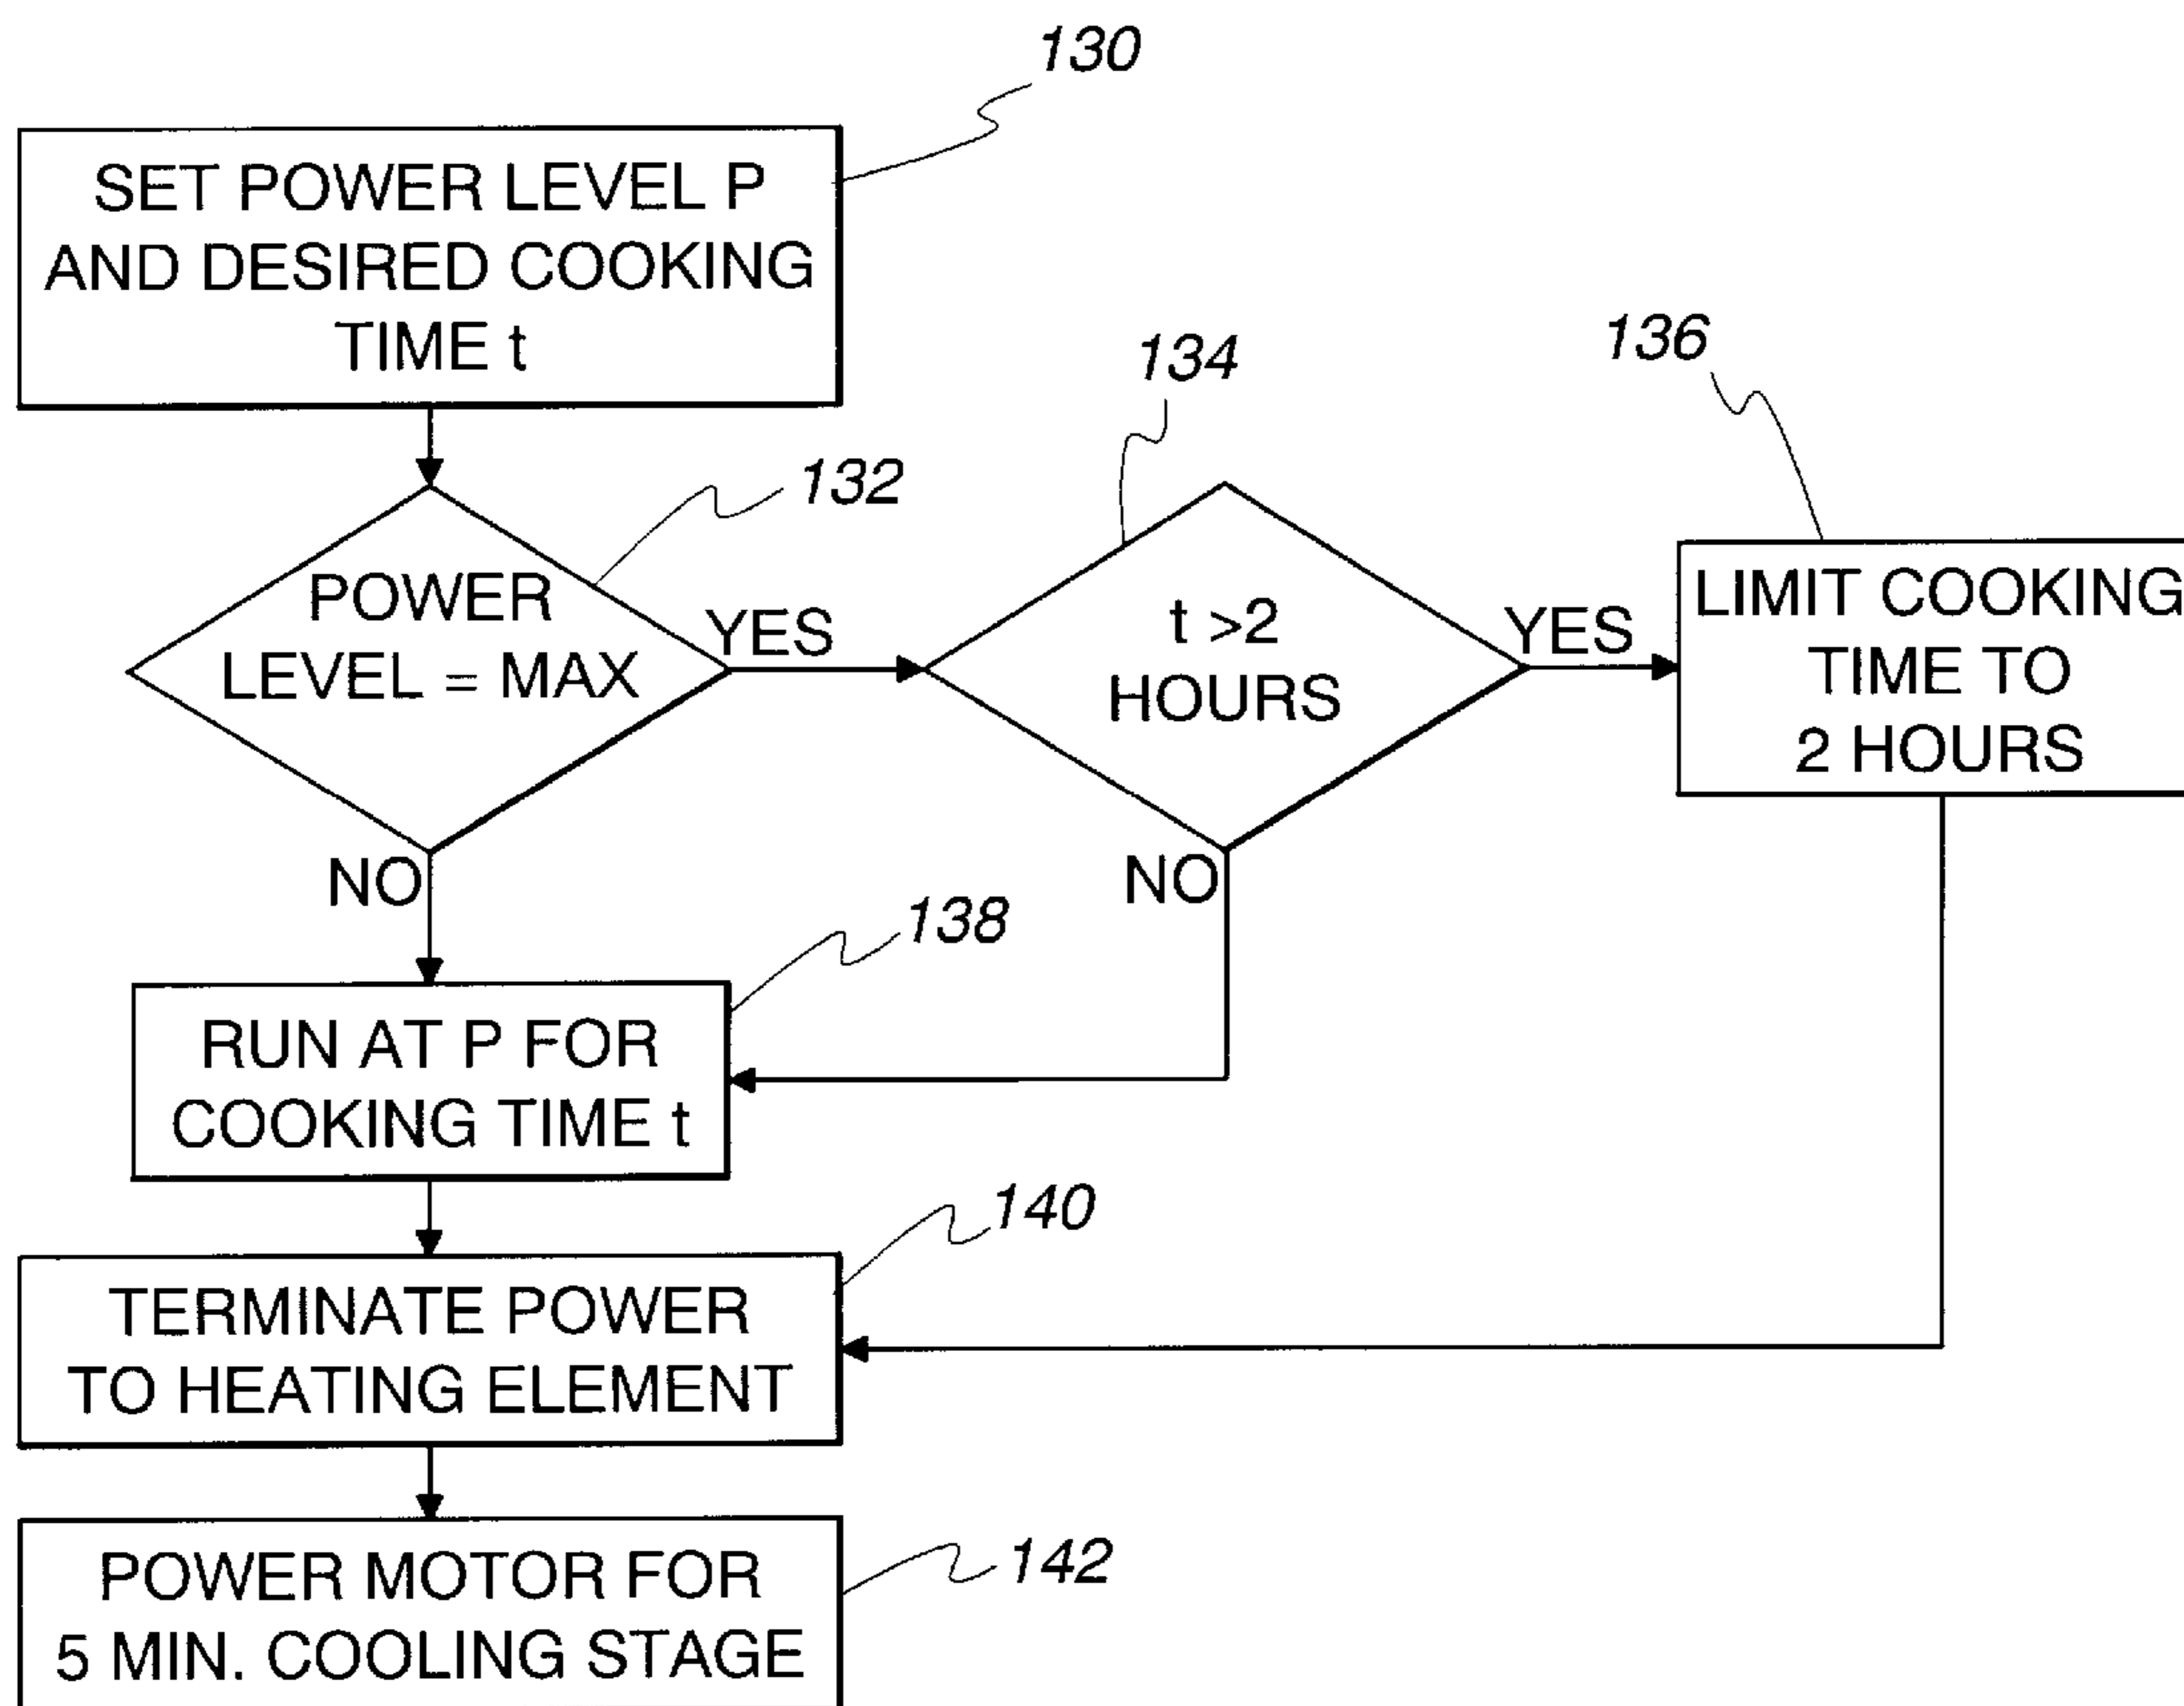 130
SET POWER LEVEL P
AND DESIRED COOKING
TIME t
132
POWER
LEVEL = MAX
YES
NO
134
t >2
HOURS
YES
NO
136
LIMIT COOKING
TIME TO
2 HOURS
138
RUN AT P FOR
COOKING TIME t
140
TERMINATE POWER
TO HEATING ELEMENT
142
POWER MOTOR FOR
5 MIN. COOLING STAGE